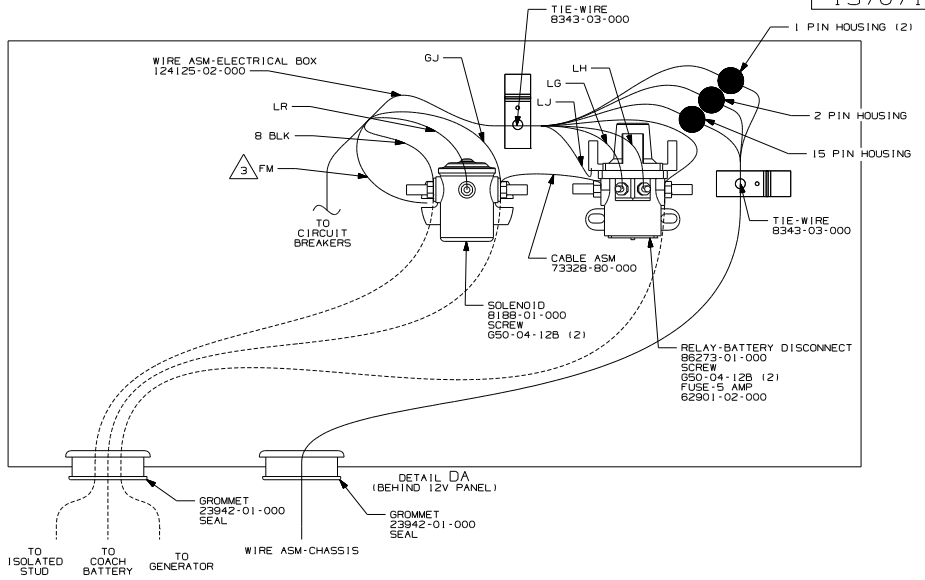 TIE-WIRE
8343-03-000
1 PIN HOUSING (2)
WIRE ASM-ELECTRICAL BOX
124125-02-000
GJ
LH
LG
LJ
LR
2 PIN HOUSING
8 BLK
15 PIN HOUSING
3 FM
TO
CIRCUIT
BREAKERS
TIE-WIRE
8343-03-000
CABLE ASM
73328-80-000
SOLENOID
8188-01-000
SCREW
G50-04-12B (2)
RELAY-BATTERY DISCONNECT
86273-01-000
SCREW
G50-04-12B (2)
FUSE-5 AMP
62901-02-000
DETAIL DA
(BEHIND 12V PANEL)
GROMMET
23942-01-000
SEAL
GROMMET
23942-01-000
SEAL
TO
ISOLATED
STUD
TO
COACH
BATTERY
TO
GENERATOR
WIRE ASM-CHASSIS